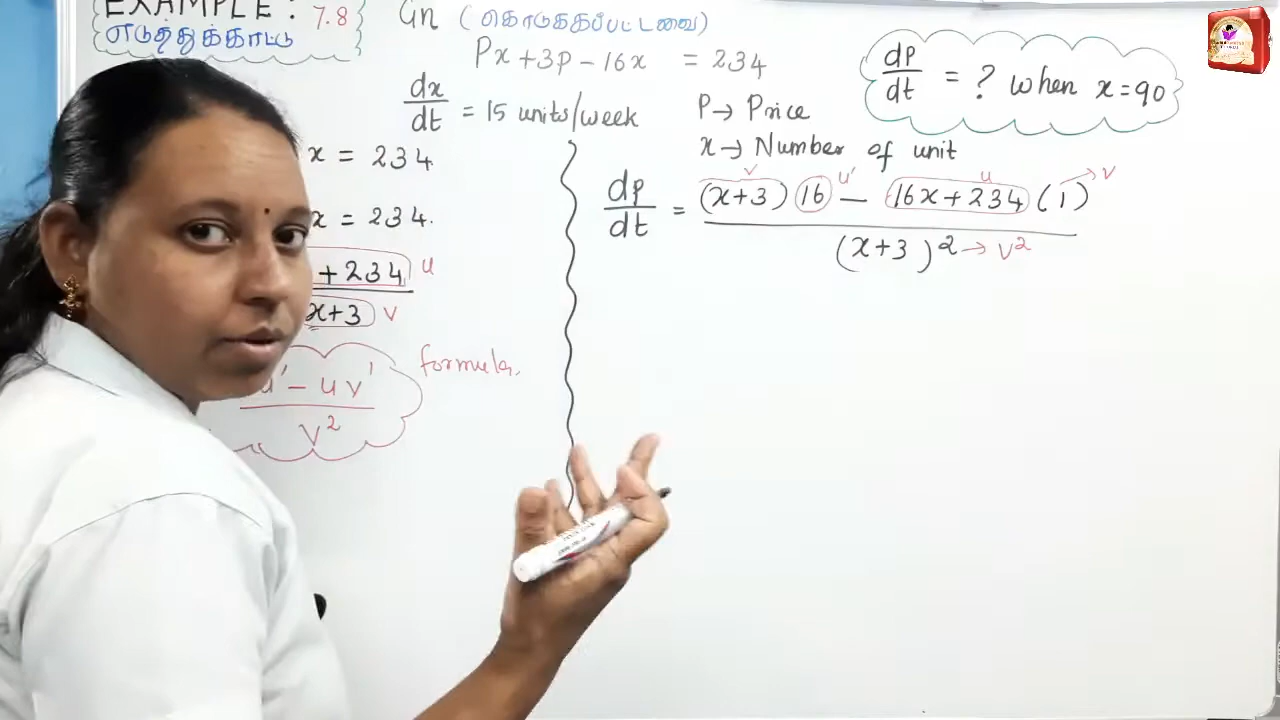 EXAMPLE : 7.8
எடுத்துக்காட்டு
Gn (கொடுக்கப்பட்டவை)
Px + 3p - 16x = 234
dx/dt = 15 units/week
P → Price
x → Number of unit
dp/dt = ? when x = 90
x = 234
x = 234.
+ 234 u
x+3 v
formula.
u' - uv'
v²
dp/dt = (x+3) 16 - 16x + 234 (1)
v u' u v
(x+3)² → v²